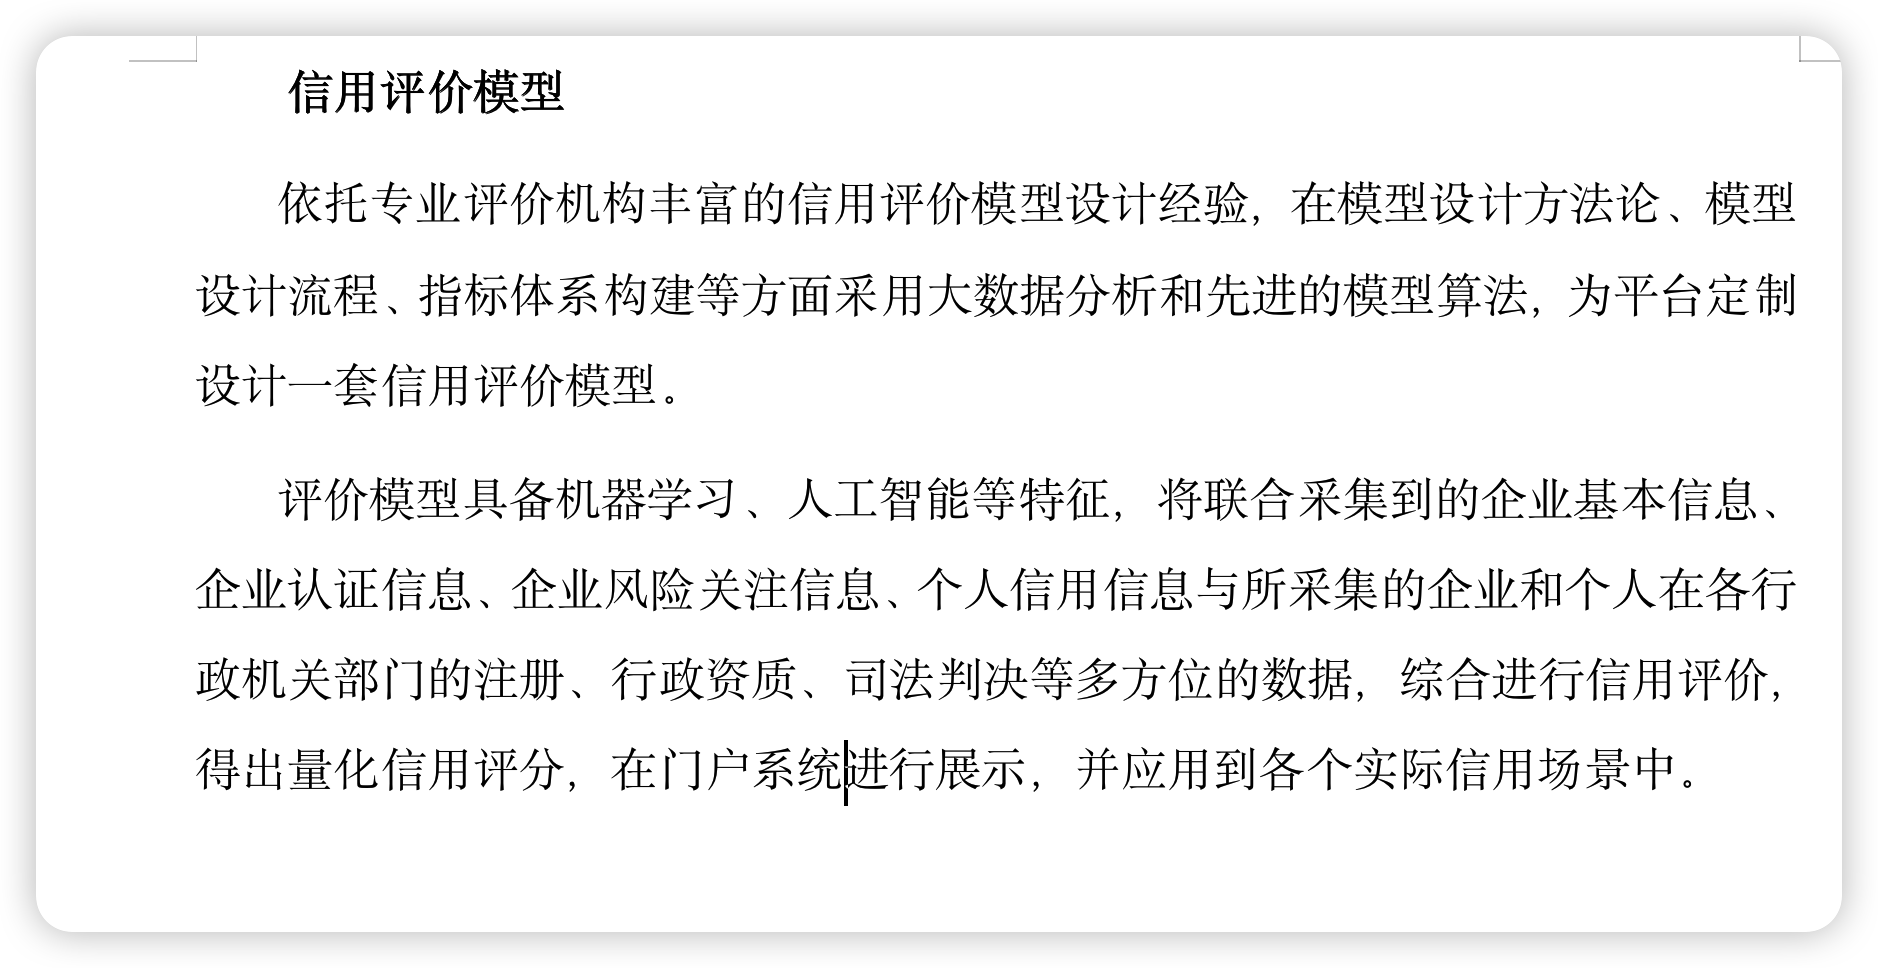 信用评价模型
依托专业评价机构丰富的信用评价模型设计经验，在模型设计方法论、模型
设计流程、指标体系构建等方面采用大数据分析和先进的模型算法，为平台定制
设计一套信用评价模型。
评价模型具备机器学习、人工智能等特征，将联合采集到的企业基本信息、
企业认证信息、企业风险关注信息、个人信用信息与所采集的企业和个人在各行
政机关部门的注册、行政资质、司法判决等多方位的数据，综合进行信用评价，
得出量化信用评分，在门户系统进行展示，并应用到各个实际信用场景中。